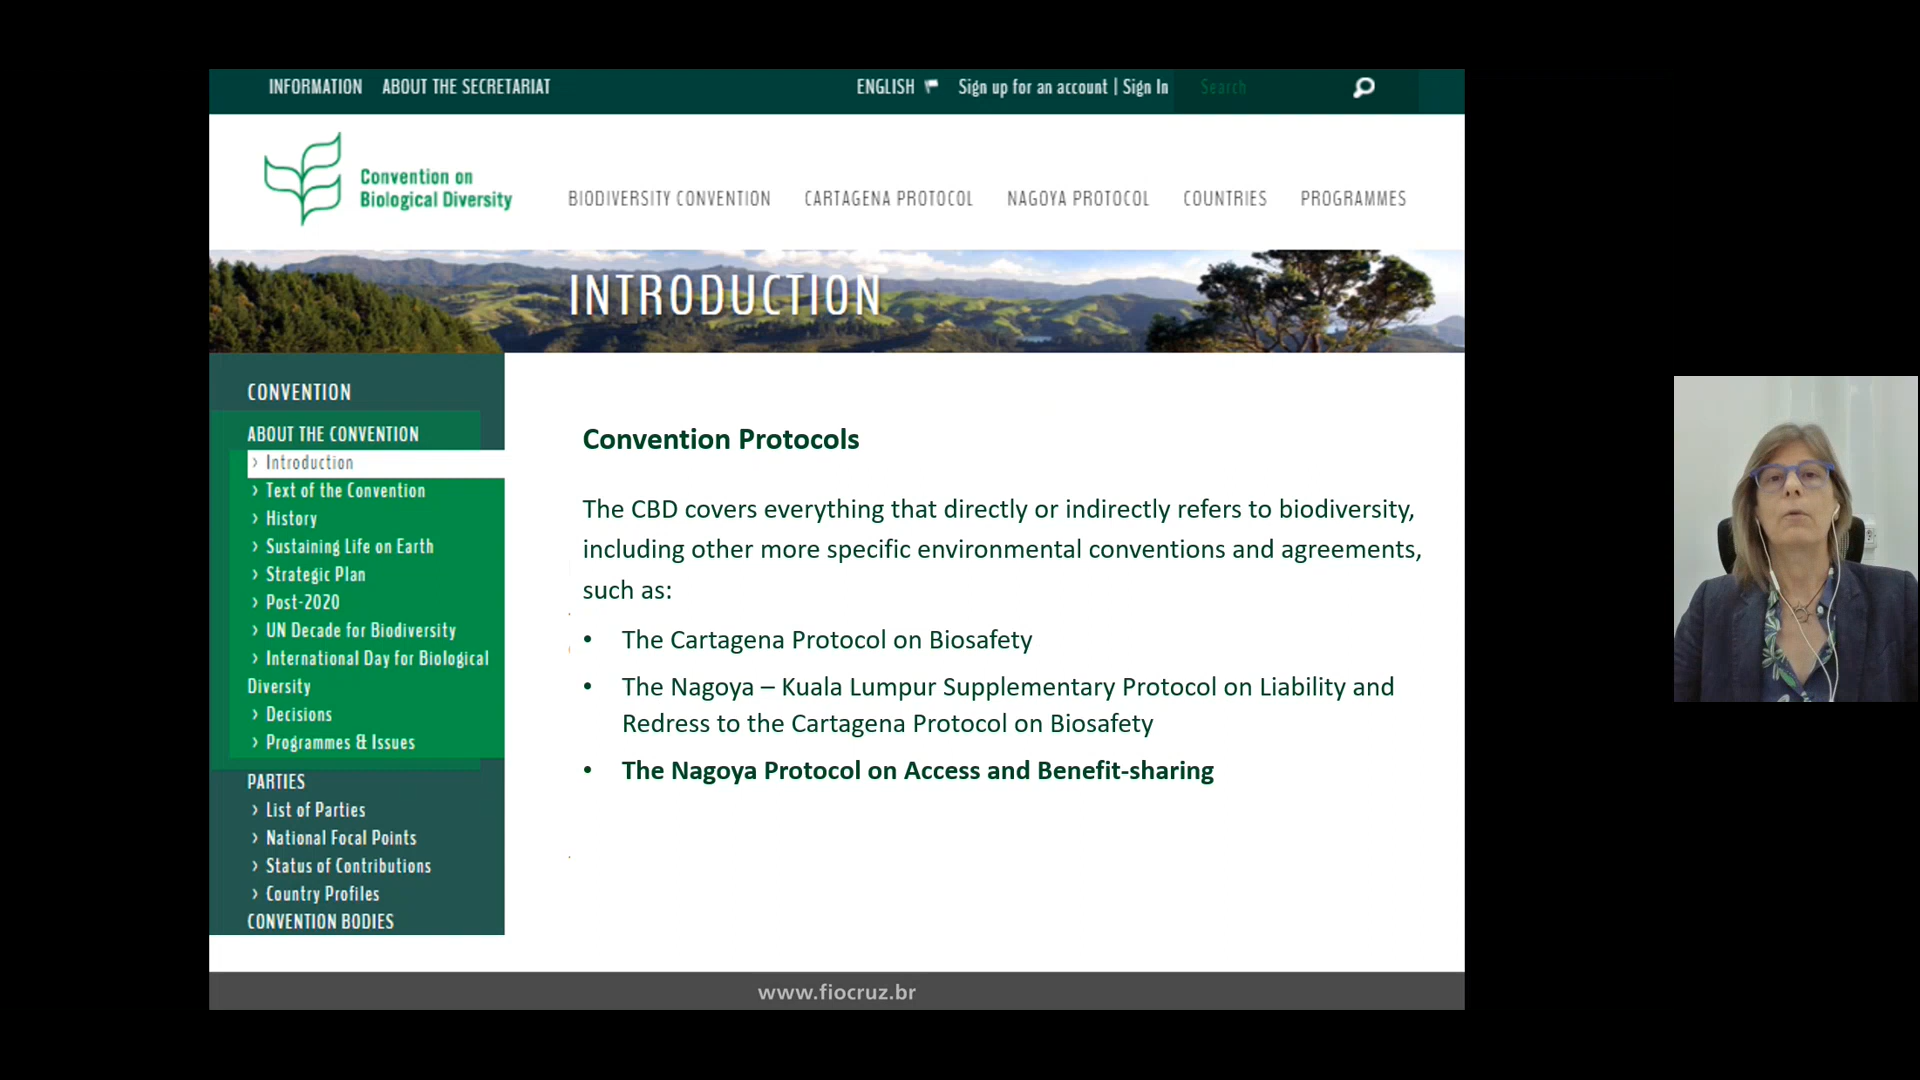 INFORMATION ABOUT THE SECRETARIAT ENGLISH Sign up for an account | Sign In Search
Convention on
Biological Diversity
BIODIVERSITY CONVENTION CARTAGENA PROTOCOL NAGOYA PROTOCOL COUNTRIES PROGRAMMES
INTRODUCTION
CONVENTION
ABOUT THE CONVENTION
› Introduction
› Text of the Convention
› History
› Sustaining Life on Earth
› Strategic Plan
› Post-2020
› UN Decade for Biodiversity
› International Day for Biological
Diversity
› Decisions
› Programmes & Issues
PARTIES
› List of Parties
› National Focal Points
› Status of Contributions
› Country Profiles
CONVENTION BODIES
Convention Protocols
The CBD covers everything that directly or indirectly refers to biodiversity,
including other more specific environmental conventions and agreements,
such as:
• The Cartagena Protocol on Biosafety
• The Nagoya – Kuala Lumpur Supplementary Protocol on Liability and
Redress to the Cartagena Protocol on Biosafety
• The Nagoya Protocol on Access and Benefit-sharing
www.fiocruz.br